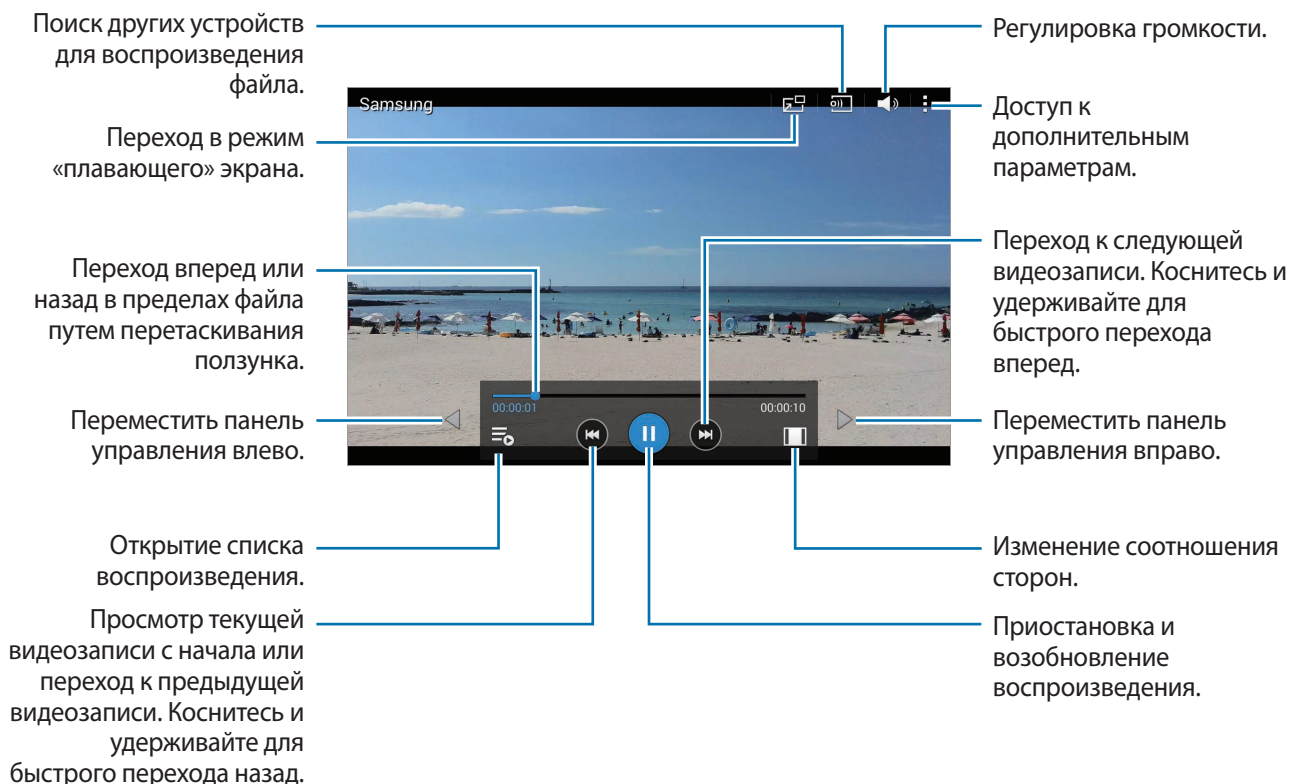 Поиск других устройств
для воспроизведения
файла.
Переход в режим
«плавающего» экрана.
Переход вперед или
назад в пределах файла
путем перетаскивания
ползунка.
Переместить панель
управления влево.
Открытие списка
воспроизведения.
Просмотр текущей
видеозаписи с начала или
переход к предыдущей
видеозаписи. Коснитесь и
удерживайте для
быстрого перехода назад.
Samsung
00:00:01
00:00:10
Регулировка громкости.
Доступ к
дополнительным
параметрам.
Переход к следующей
видеозаписи. Коснитесь и
удерживайте для
быстрого перехода
вперед.
Переместить панель
управления вправо.
Изменение соотношения
сторон.
Приостановка и
возобновление
воспроизведения.